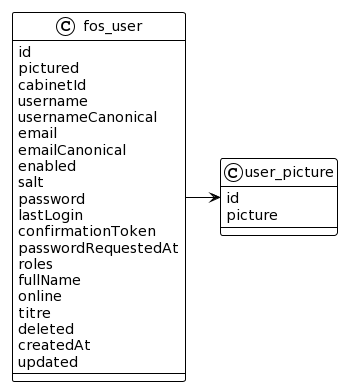 C fos_user
id
pictured
cabinetId
username
usernameCanonical
email
emailCanonical
enabled
salt
password
lastLogin
confirmationToken
passwordRequestedAt
roles
fullName
online
titre
deleted
createdAt
updated
C user_picture
id
picture